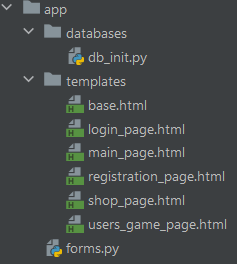 app
databases
db_init.py
templates
base.html
login_page.html
main_page.html
registration_page.html
shop_page.html
users_game_page.html
forms.py